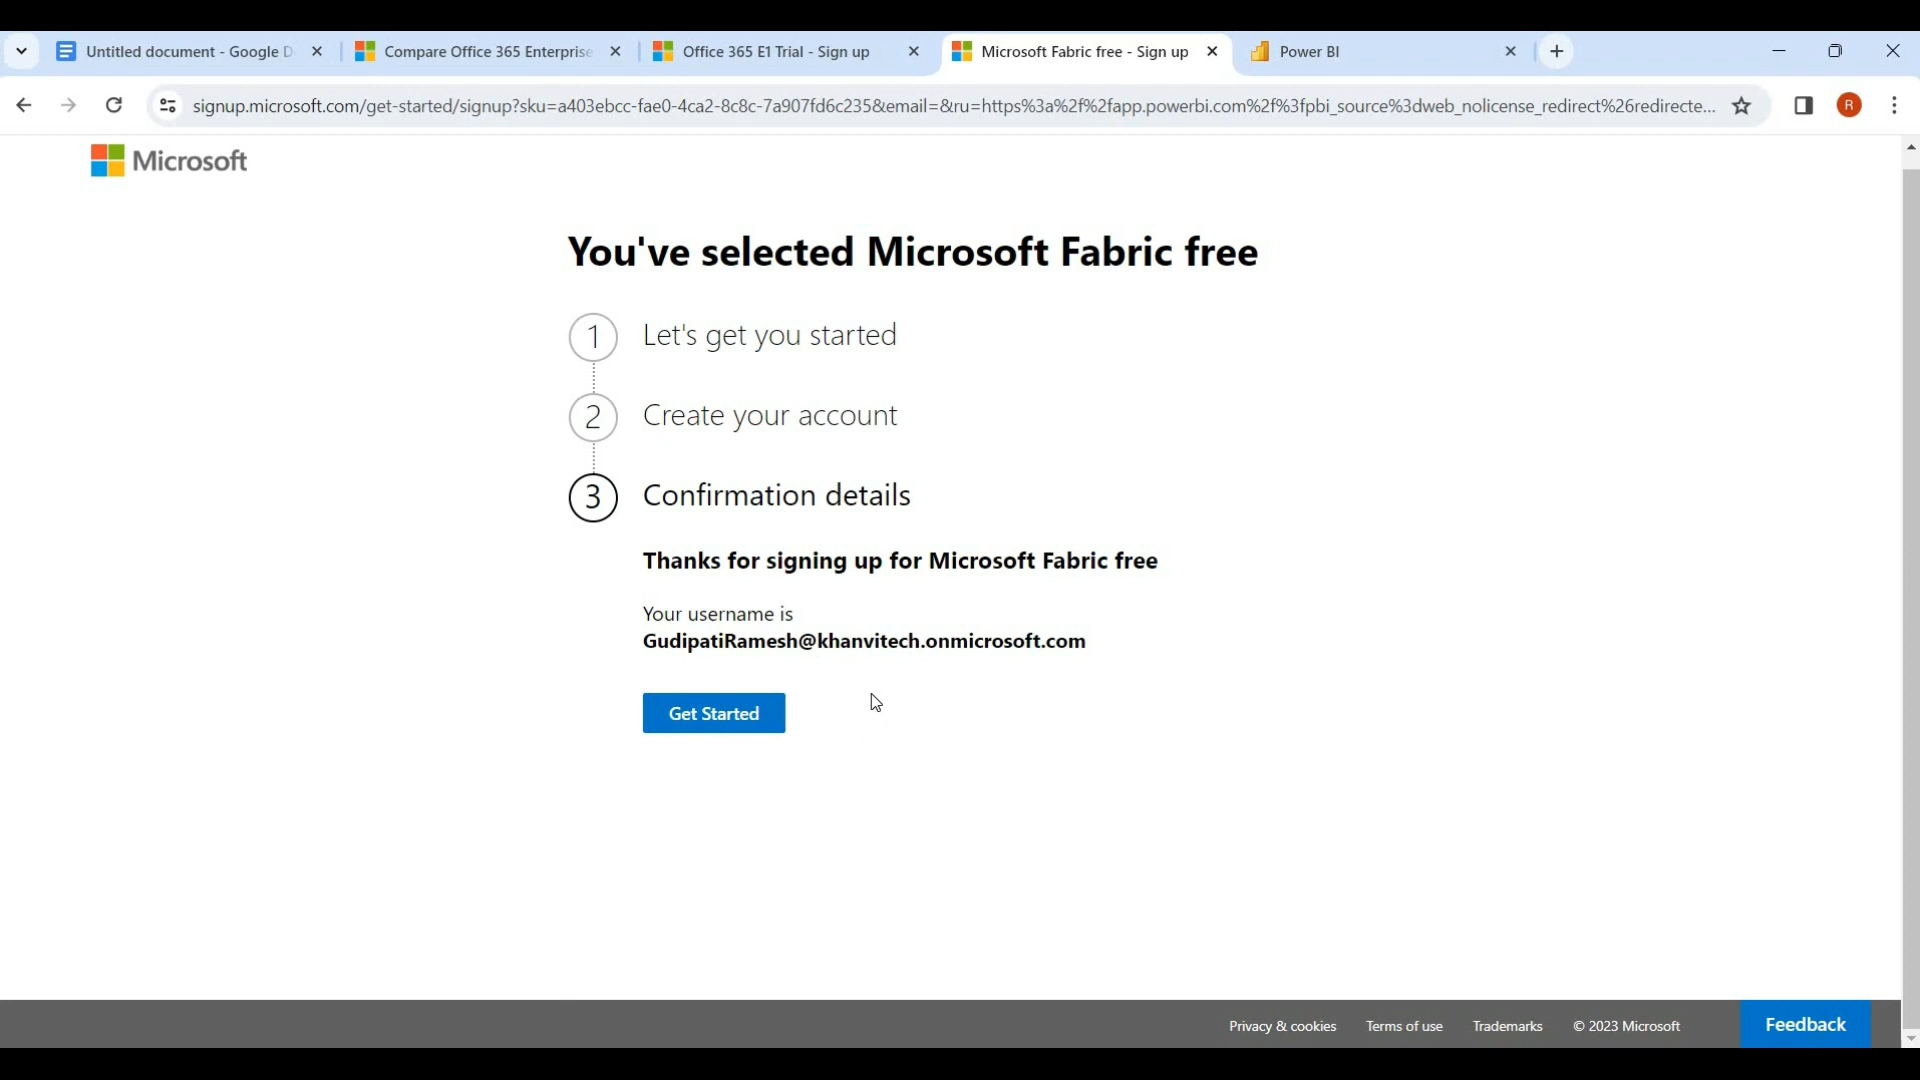 Untitled document - Google D
Compare Office 365 Enterprise
Office 365 E1 Trial - Sign up
Microsoft Fabric free - Sign up
Power BI
signup.microsoft.com/get-started/signup?sku=a403ebcc-fae0-4ca2-8c8c-7a907fd6c235&email=&ru=https%3a%2f%2fapp.powerbi.com%2f%3fpbi_source%3dweb_nolicense_redirect%26redirecte...
R
Microsoft
You've selected Microsoft Fabric free
1 Let's get you started
2 Create your account
3 Confirmation details
Thanks for signing up for Microsoft Fabric free
Your username is
GudipatiRamesh@khanvitech.onmicrosoft.com
Get Started
Privacy & cookies Terms of use Trademarks © 2023 Microsoft Feedback